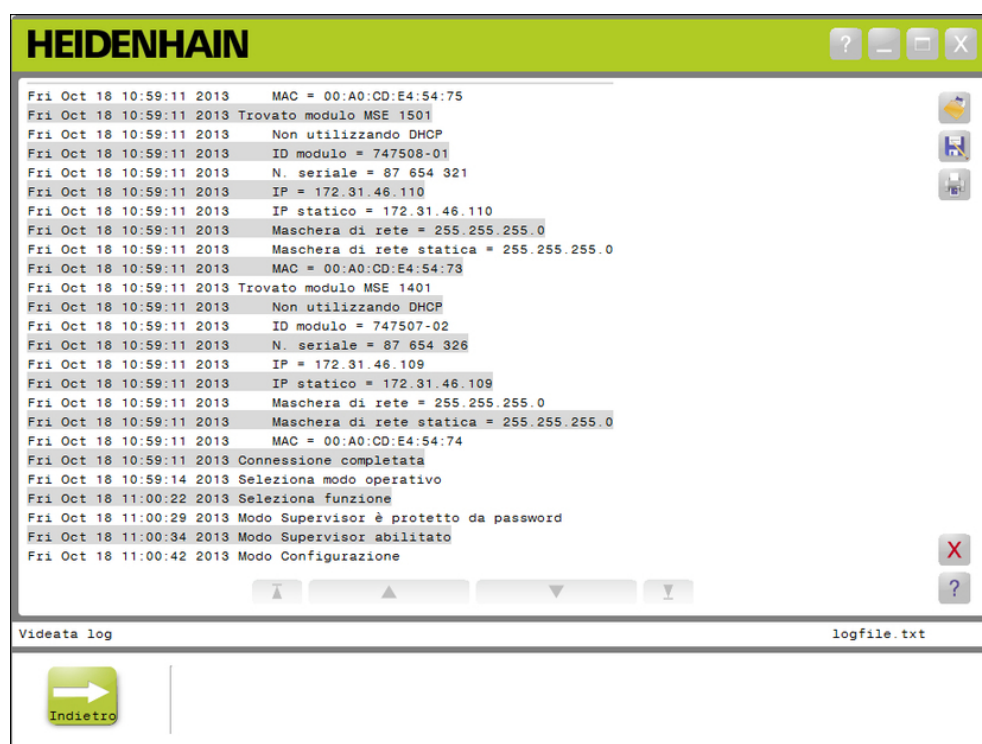 HEIDENHAIN
? _ X
Fri Oct 18 10:59:11 2013 MAC = 00:A0:CD:E4:54:75
Fri Oct 18 10:59:11 2013 Trovato modulo MSE 1501
Fri Oct 18 10:59:11 2013 Non utilizzando DHCP
Fri Oct 18 10:59:11 2013 ID modulo = 747508-01
Fri Oct 18 10:59:11 2013 N. seriale = 87 654 321
Fri Oct 18 10:59:11 2013 IP = 172.31.46.110
Fri Oct 18 10:59:11 2013 IP statico = 172.31.46.110
Fri Oct 18 10:59:11 2013 Maschera di rete = 255.255.255.0
Fri Oct 18 10:59:11 2013 Maschera di rete statica = 255.255.255.0
Fri Oct 18 10:59:11 2013 MAC = 00:A0:CD:E4:54:73
Fri Oct 18 10:59:11 2013 Trovato modulo MSE 1401
Fri Oct 18 10:59:11 2013 Non utilizzando DHCP
Fri Oct 18 10:59:11 2013 ID modulo = 747507-02
Fri Oct 18 10:59:11 2013 N. seriale = 87 654 326
Fri Oct 18 10:59:11 2013 IP = 172.31.46.109
Fri Oct 18 10:59:11 2013 IP statico = 172.31.46.109
Fri Oct 18 10:59:11 2013 Maschera di rete = 255.255.255.0
Fri Oct 18 10:59:11 2013 Maschera di rete statica = 255.255.255.0
Fri Oct 18 10:59:11 2013 MAC = 00:A0:CD:E4:54:74
Fri Oct 18 10:59:11 2013 Connessione completata
Fri Oct 18 10:59:14 2013 Seleziona modo operativo
Fri Oct 18 11:00:22 2013 Seleziona funzione
Fri Oct 18 11:00:29 2013 Modo Supervisor è protetto da password
Fri Oct 18 11:00:34 2013 Modo Supervisor abilitato
Fri Oct 18 11:00:42 2013 Modo Configurazione
X
?
Videata log logfile.txt
Indietro